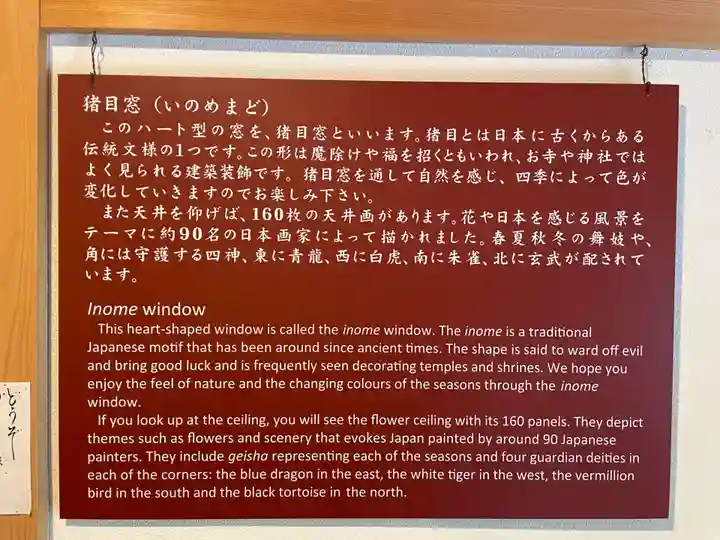 猪目窓（いのめまど）
このハート型の窓を、猪目窓といいます。猪目とは日本に古くからある
伝統文様の1つです。この形は魔除けや福を招くともいわれ、お寺や神社では
よく見られる建築装飾です。猪目窓を通して自然を感じ、四季によって色が
変化していきますのでお楽しみ下さい。
また天井を仰げば、160枚の天井画があります。花や日本を感じる風景を
テーマに約90名の日本画家によって描かれました。春夏秋冬の舞妓や、
角には守護する四神、東に青龍、西に白虎、南に朱雀、北に玄武が配されて
います。
Inome window
This heart-shaped window is called the inome window. The inome is a traditional
Japanese motif that has been around since ancient times. The shape is said to ward off evil
and bring good luck and is frequently seen decorating temples and shrines. We hope you
enjoy the feel of nature and the changing colours of the seasons through the inome
window.
If you look up at the ceiling, you will see the flower ceiling with its 160 panels. They depict
themes such as flowers and scenery that evokes Japan painted by around 90 Japanese
painters. They include geisha representing each of the seasons and four guardian deities in
each of the corners: the blue dragon in the east, the white tiger in the west, the vermillion
bird in the south and the black tortoise in the north.
どうぞ